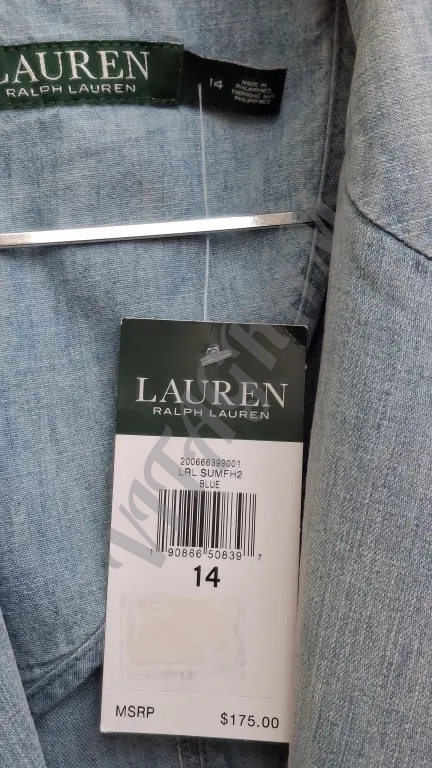 LAUREN
RALPH LAUREN
14
MADE IN
PHILIPPINES
FABRIQUÉ AUX
PHILIPPINES
LAUREN
RALPH LAUREN
200666399001
LRL SUMFH2
BLUE
1 90866 50839 7
14
MSRP $175.00